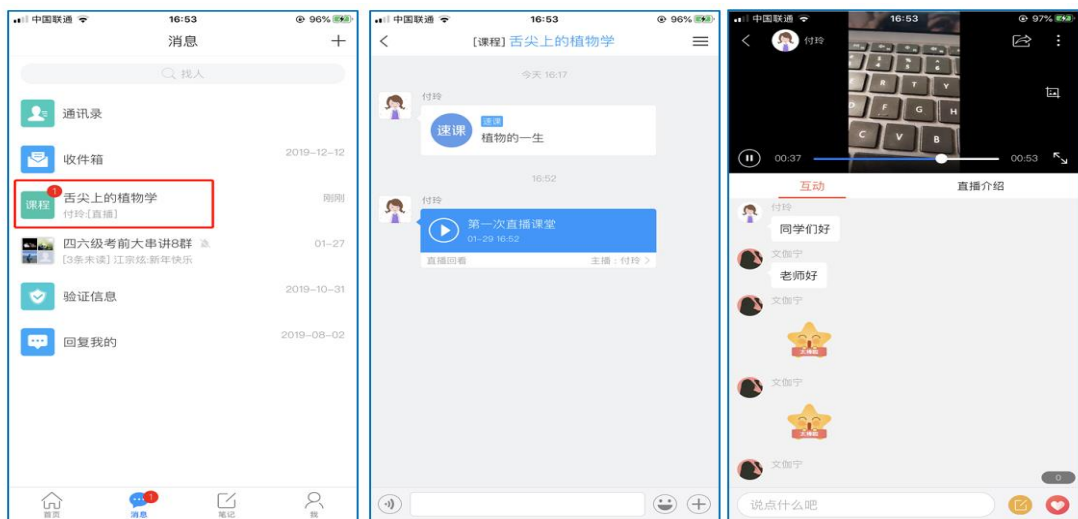 中国联通
16:53
96%
消息
找人
通讯录
收件箱
2019-12-12
课程
1
舌尖上的植物学
刚刚
付玲:[直播]
四六级考前大串讲8群
01-27
[3条未读] 江宗炫:新年快乐
验证信息
2019-10-31
回复我的
2019-08-02
首页
消息
1
笔记
我
中国联通
16:53
96%
[课程] 舌尖上的植物学
今天 16:17
付玲
速课
速课
植物的一生
16:52
付玲
第一次直播课堂
01-29 16:52
直播回看
主播：付玲
中国联通
16:53
97%
付玲
R T Y
F G H
C V B
00:37
00:53
互动
直播介绍
付玲
同学们好
文伽宁
老师好
文伽宁
太棒啦
文伽宁
太棒啦
文伽宁
0
说点什么吧